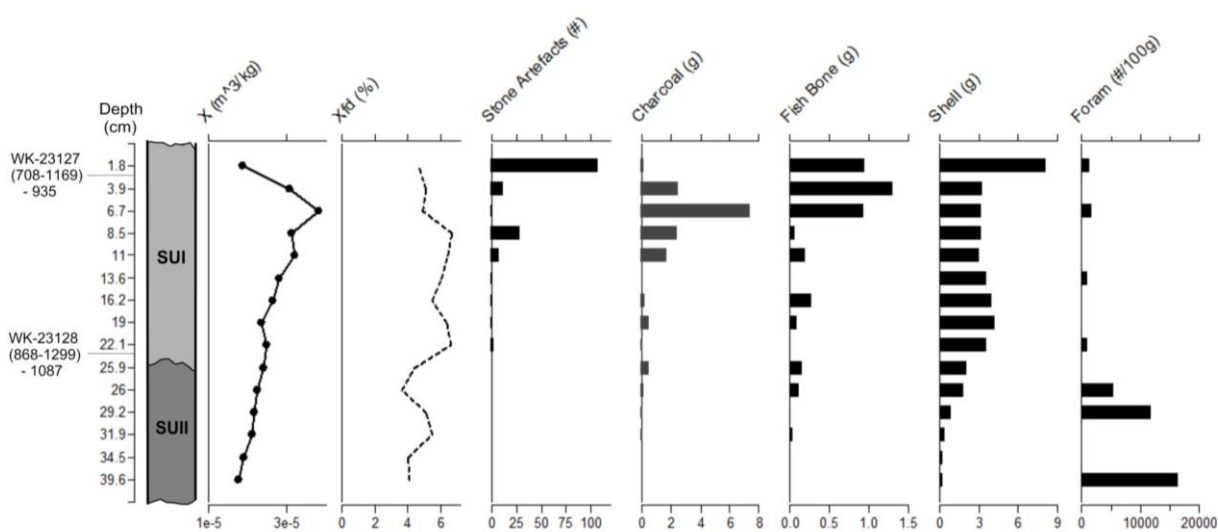 X (m^3/kg)
Xfd (%)
Stone Artefacts (#)
Charcoal (g)
Fish Bone (g)
Shell (g)
Foram (#/100g)
Depth
(cm)
WK-23127
(708-1169)
- 935
WK-23128
(868-1299)
- 1087
1.8
3.9
6.7
8.5
11
13.6
16.2
19
22.1
25.9
26
29.2
31.9
34.5
39.6
SUI
SUII
1e-5 3e-5
0 2 4 6
0 25 50 75 100
0 2 4 6 8
0.0 0.5 1.0 1.5
0 3 6 9
0 10000 20000